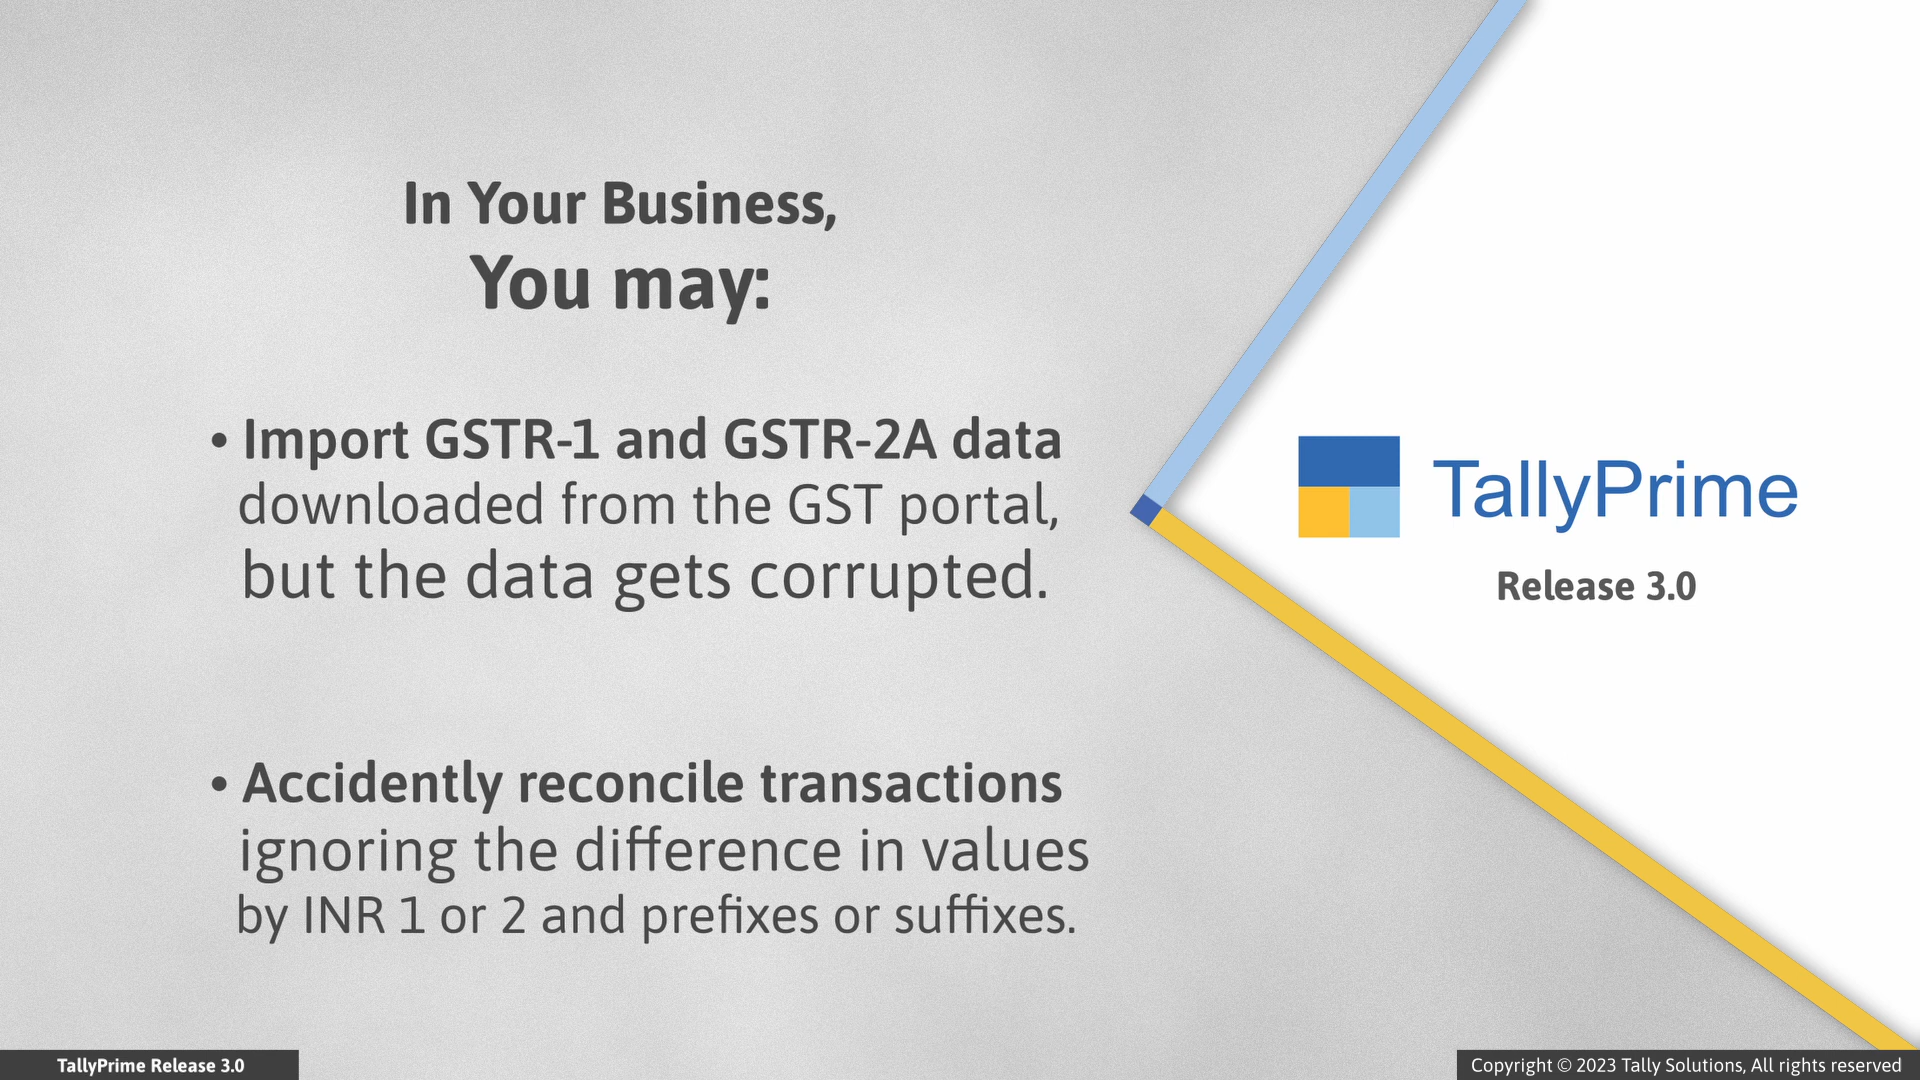 In Your Business,
You may:
• Import GSTR-1 and GSTR-2A data
downloaded from the GST portal,
but the data gets corrupted.
• Accidently reconcile transactions
ignoring the difference in values
by INR 1 or 2 and prefixes or suffixes.
TallyPrime
Release 3.0
TallyPrime Release 3.0
Copyright © 2023 Tally Solutions, All rights reserved